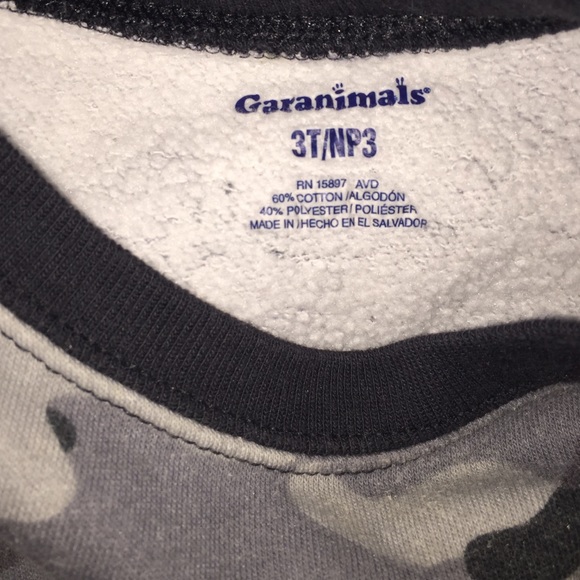 Garanimals®
3T/NP3
RN 15897 AVD
60% COTTON/ALGODÓN
40% POLYESTER/POLIÉSTER
MADE IN/HECHO EN EL SALVADOR